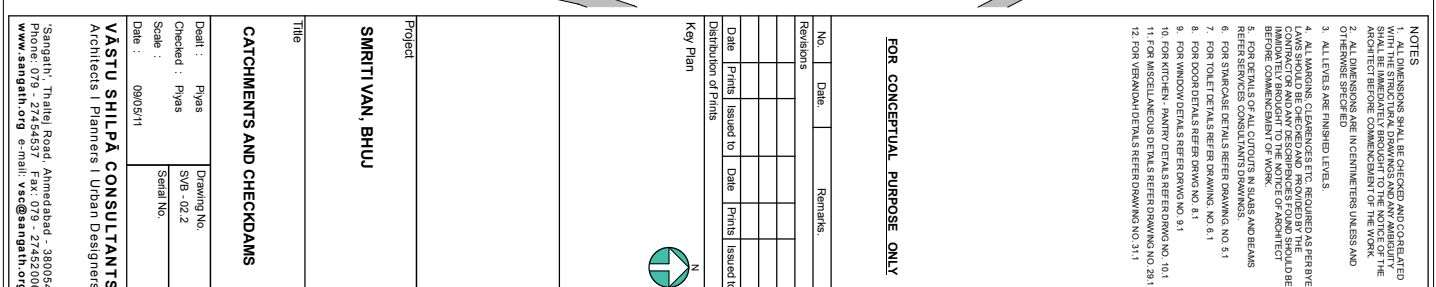 NOTES
1. ALL DIMENSIONS SHALL BE CHECKED AND CO-RELATED
WITH THE STRUCTURAL DRAWINGS AND ANY AMBIGUITY
SHALL BE IMMEDIATELY BROUGHT TO THE NOTICE OF THE
ARCHITECT BEFORE COMMENCEMENT OF THE WORK.
2. ALL DIMENSIONS ARE IN CENTIMETERS UNLESS AND
OTHERWISE SPECIFIED
3. ALL LEVELS ARE FINISHED LEVELS.
4. ALL MARGINS, CLEARENCES ETC. REQUIRED AS PER BYE
LAWS SHOULD BE CHECKED AND PROVIDED BY THE
CONTRACTOR AND ANY DESCRIPENCIES FOUND SHOULD BE
IMMIDIATELY BROUGHT TO THE NOTICE OF ARCHITECT
BEFORE COMMENCEMENT OF WORK.
5. FOR DETAILS OF ALL CUTOUTS IN SLABS AND BEAMS
REFER SERVICES CONSULTANTS DRAWINGS.
6. FOR STAIRCASE DETAILS REFER DRAWING. NO. 5.1
7. FOR TOILET DETAILS REFER DRAWING. NO. 6.1
8. FOR DOOR DETAILS REFER DRWG NO. 8.1
9. FOR WINDOW DETAILS REFER DRWG NO. 9.1
10. FOR KITCHEN - PANTRY DETAILS REFER DRWG NO. 10.1
11. FOR MISCELLANEOUS DETAILS REFER DRAWING NO. 29.1
12. FOR VERANDAH DETAILS REFER DRAWING NO. 31.1
FOR CONCEPTUAL PURPOSE ONLY
No. Date. Remarks.
Revisions
Date Prints Issued to Date Prints Issued to
Distribution of Prints
Key Plan
N
Project
SMRITI VAN, BHUJ
Title
CATCHMENTS AND CHECKDAMS
Dealt : Piyas
Checked : Piyas
Scale :
Date : 09/05/11
Drawing No.
SVB - 02.2
Serial No.
VĀSTU SHILPĀ CONSULTANTS
Architects I Planners I Urban Designers
'Sangath', Thaltej Road, Ahmedabad - 380054
Phone: 079 - 27454537 Fax: 079 - 2745200
www.sangath.org e-mail: vsc@sangath.org